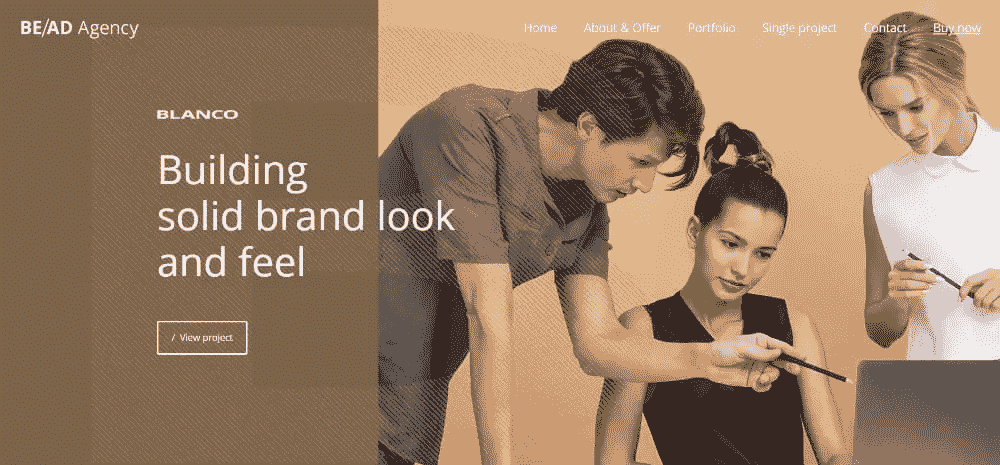 BE/AD Agency
Home About & Offer Portfolio Single project Contact Buy now
BLANCO
Building
solid brand look
and feel
/ View project